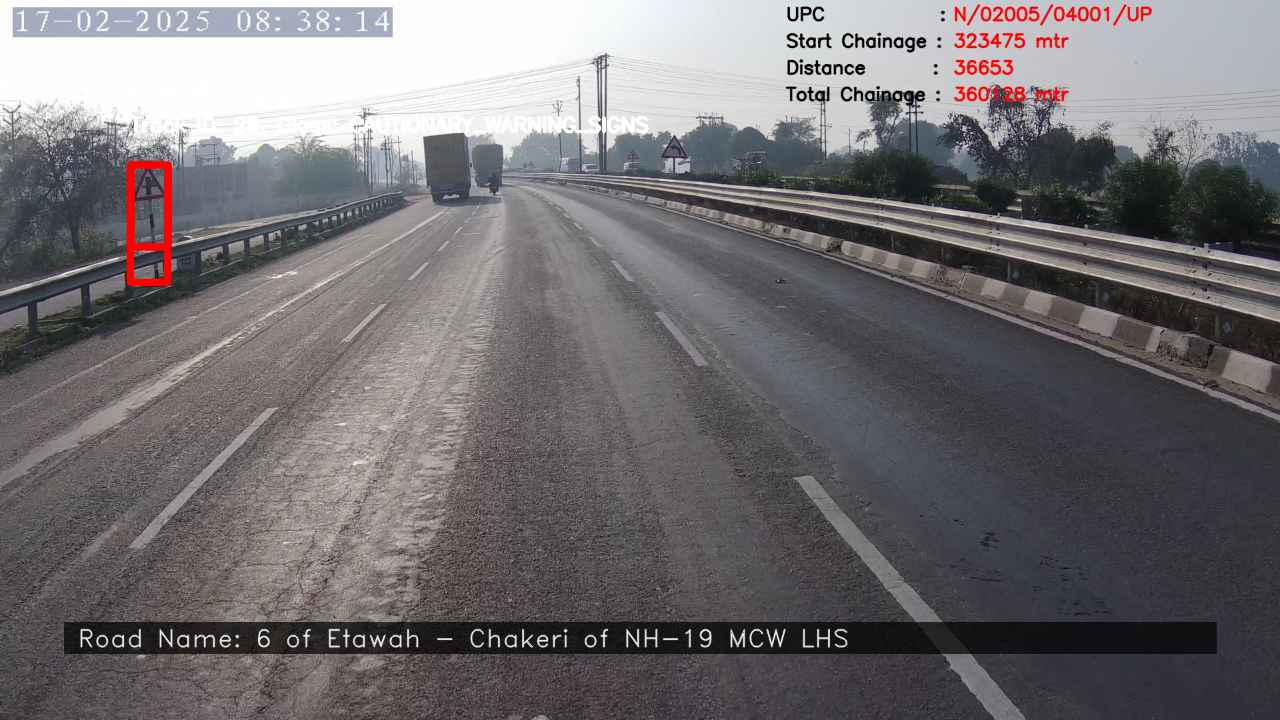 17-02-2025 08:38:14
UPC : N/02005/04001/UP
Start Chainage : 323475 mtr
Distance : 36653
Total Chainage : 360128 mtr
CAUTIONARY_WARNING_SIGNS
Road Name: 6 of Etawah - Chakeri of NH-19 MCW LHS